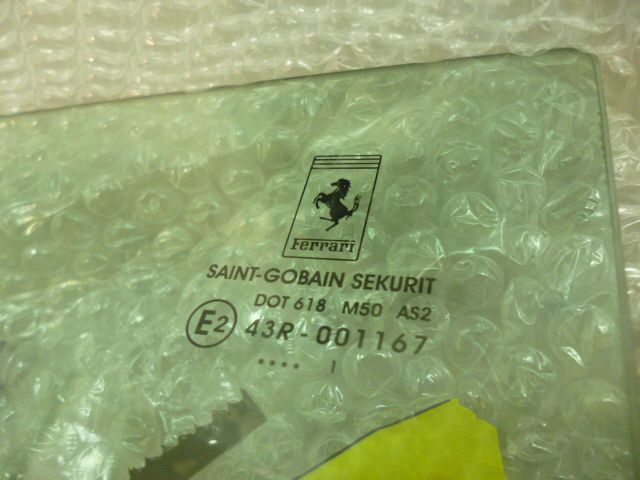 Ferrari
SAINT-GOBAIN SEKURIT
DOT 618 M50 AS2
E2 43R - 001167
•••• 1